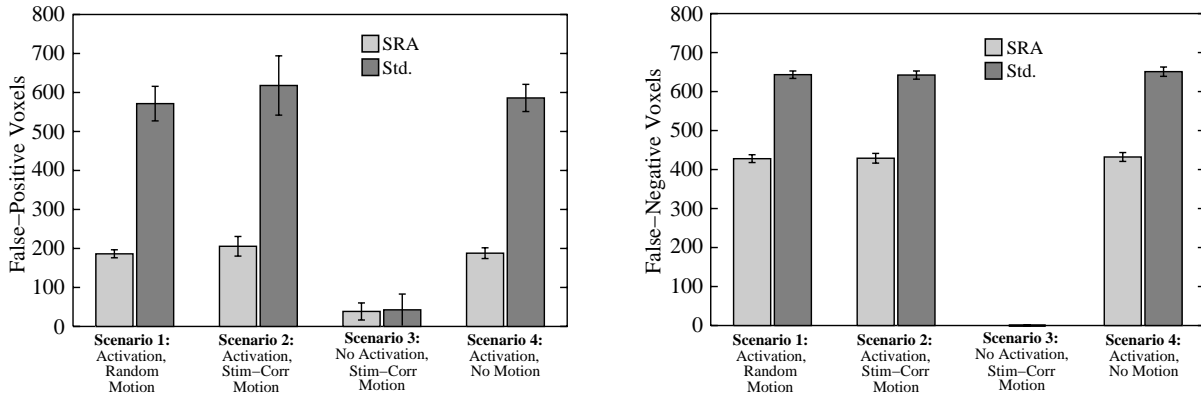 800
700
600
500
400
300
200
100
0
False−Positive Voxels
SRA
Std.
Scenario 1:
Activation,
Random
Motion
Scenario 2:
Activation,
Stim−Corr
Motion
Scenario 3:
No Activation,
Stim−Corr
Motion
Scenario 4:
Activation,
No Motion
800
700
600
500
400
300
200
100
0
False−Negative Voxels
SRA
Std.
Scenario 1:
Activation,
Random
Motion
Scenario 2:
Activation,
Stim−Corr
Motion
Scenario 3:
No Activation,
Stim−Corr
Motion
Scenario 4:
Activation,
No Motion